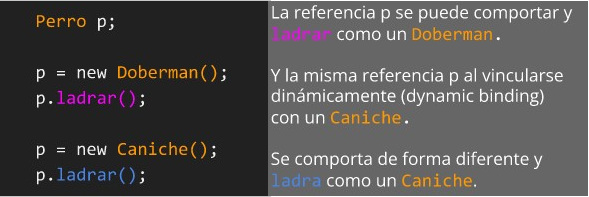 Perro p;
p = new Doberman();
p.ladrar();
p = new Caniche();
p.ladrar();
La referencia p se puede comportar y
ladrar como un Doberman.
Y la misma referencia p al vincularse
dinámicamente (dynamic binding)
con un Caniche.
Se comporta de forma diferente y
ladra como un Caniche.